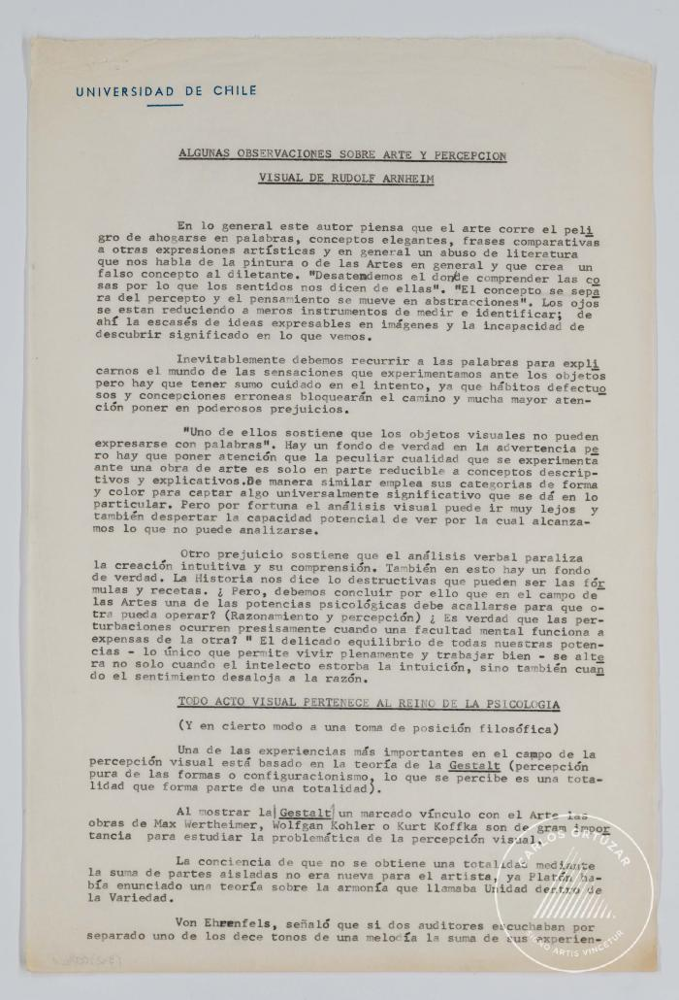 UNIVERSIDAD DE CHILE
ALGUNAS OBSERVACIONES SOBRE ARTE Y PERCEPCION
VISUAL DE RUDOLF ARNHEIM
En lo general este autor piensa que el arte corre el peli
gro de ahogarse en palabras, conceptos elegantes, frases comparativas
a otras expresiones artísticas y en general un abuso de literatura
que nos habla de la pintura o de las Artes en general y que crea un
falso concepto al diletante. "Desatendemos el donde comprender las co
sas por lo que los sentidos nos dicen de ellas". "El concepto se sepa
ra del percepto y el pensamiento se mueve en abstracciones". Los ojos
se estan reduciendo a meros instrumentos de medir e identificar; de
ahí la escasés de ideas expresables en imágenes y la incapacidad de
descubrir significado en lo que vemos.
Inevitablemente debemos recurrir a las palabras para expli
carnos el mundo de las sensaciones que experimentamos ante los objetos
pero hay que tener sumo cuidado en el intento, ya que hábitos defectuo
sos y concepciones erroneas bloquearán el camino y mucha mayor aten-
ción poner en poderosos prejuicios.
"Uno de ellos sostiene que los objetos visuales no pueden
expresarse con palabras". Hay un fondo de verdad en la advertencia pe
ro hay que poner atención que la peculiar cualidad que se experimenta
ante una obra de arte es solo en parte reducible a conceptos descrip-
tivos y explicativos.De manera similar emplea sus categorias de forma
y color para captar algo universalmente significativo que se dá en lo
particular. Pero por fortuna el análisis visual puede ir muy lejos y
también despertar la capacidad potencial de ver por la cual alcanza-
mos lo que no puede analizarse.
Otro prejuicio sostiene que el análisis verbal paraliza
la creación intuitiva y su comprensión. También en esto hay un fondo
de verdad. La Historia nos dice lo destructivas que pueden ser las fór
mulas y recetas. ¿ Pero, debemos concluir por ello que en el campo de
las Artes una de las potencias psicológicas debe acallarse para que o-
tra pueda operar? (Razonamiento y percepción) ¿ Es verdad que las per-
turbaciones ocurren presisamente cuando una facultad mental funciona a
expensas de la otra? " El delicado equilibrio de todas nuestras poten-
cias - lo único que permite vivir plenamente y trabajar bien - se alte
ra no solo cuando el intelecto estorba la intuición, sino también cuan
do el sentimiento desaloja a la razón.
TODO ACTO VISUAL PERTENECE AL REINO DE LA PSICOLOGIA
(Y en cierto modo a una toma de posición filosófica)
Una de las experiencias más importantes en el campo de la
percepción visual está basado en la teoría de la Gestalt (percepción
pura de las formas o configuracionismo, lo que se percibe es una tota-
lidad que forma parte de una totalidad).
Al mostrar la Gestalt un marcado vínculo con el Arte las
obras de Max Wertheimer, Wolfgan Kohler o Kurt Koffka son de gram impor
tancia para estudiar la problemática de la percepción visual.
La conciencia de que no se obtiene una totalidad mediante
la suma de partes aisladas no era nueva para el artista, ya Platón ha-
bía enunciado una teoría sobre la armonía que llamaba Unidad dentro de
la Variedad.
Von Ehrenfels, señaló que si dos auditores escuchaban por
separado uno de los dece tonos de una melodía la suma de sus experien-
CARLOS ORTUZAR
MICRO ARTIS VINCETUR